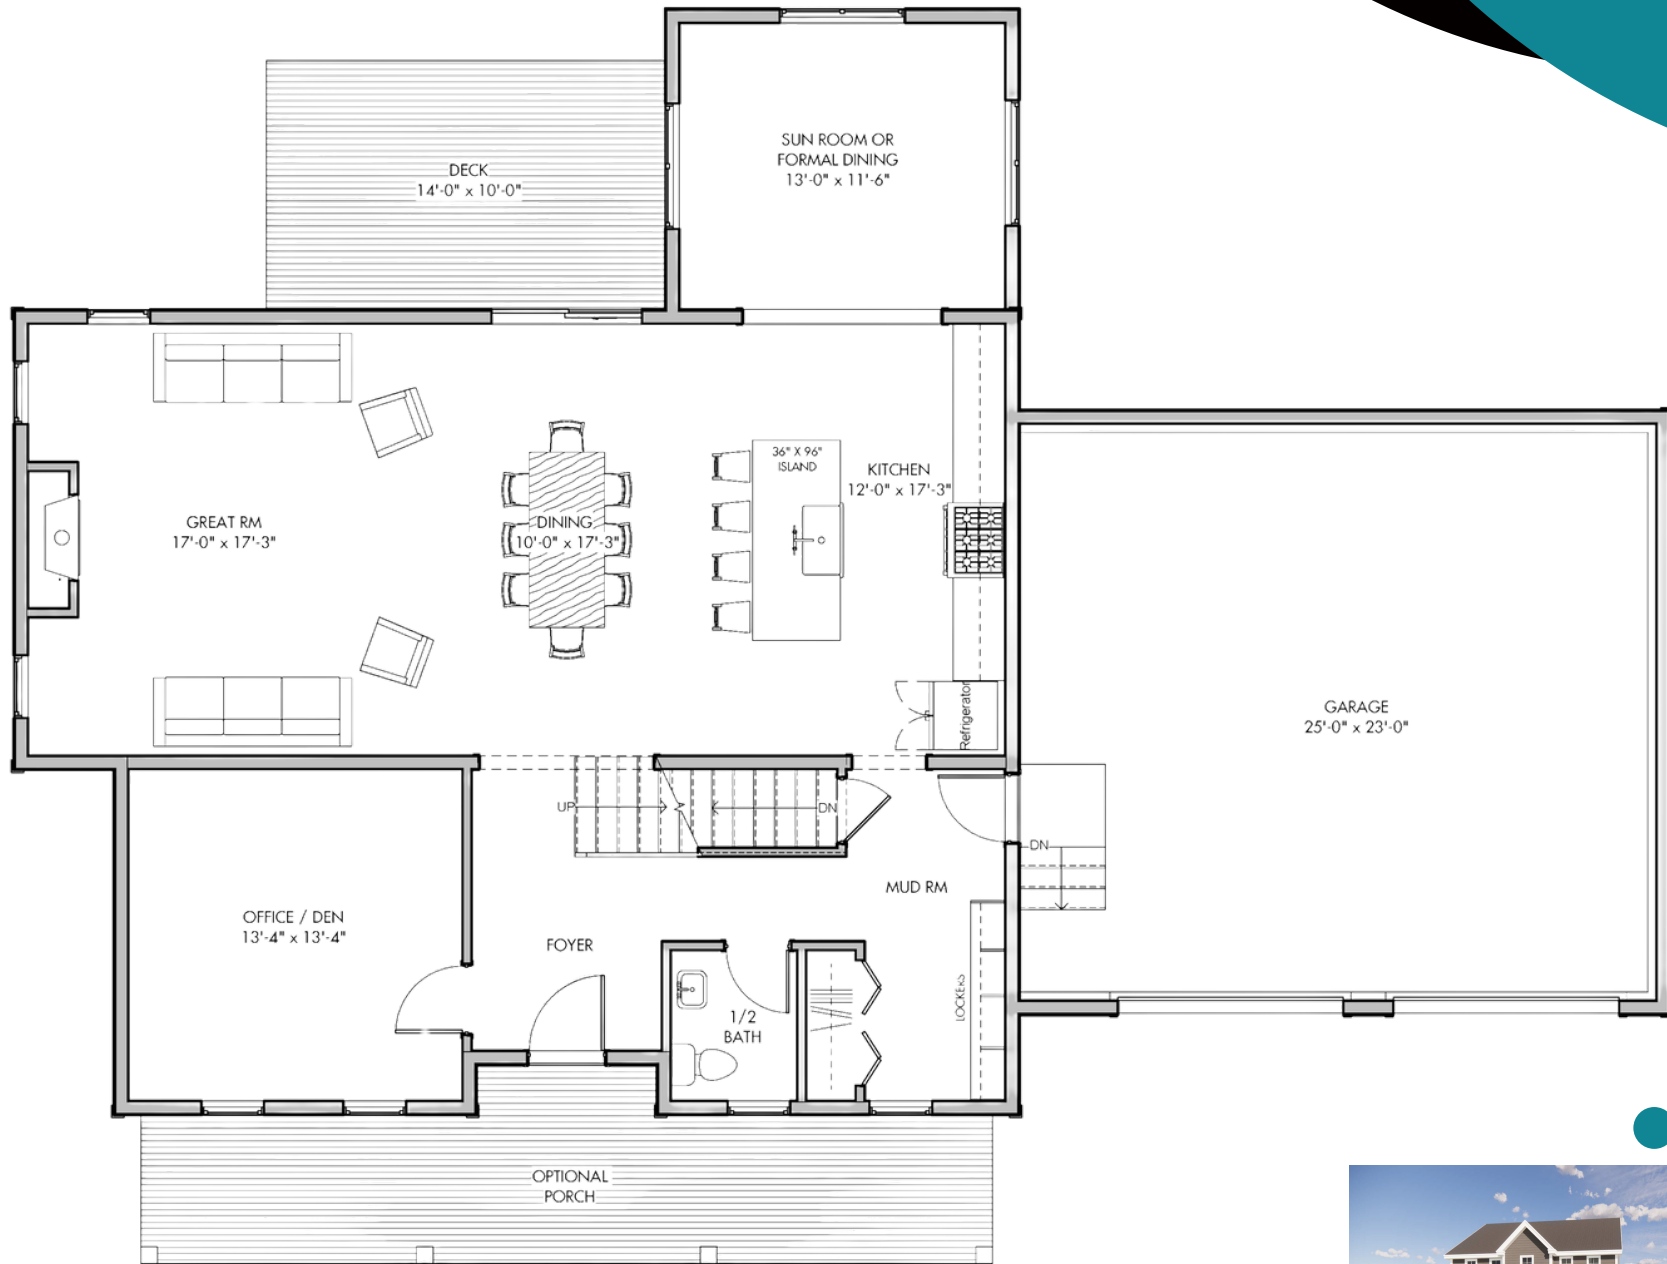 DECK
14'-0" x 10'-0"
SUN ROOM OR
FORMAL DINING
13'-0" x 11'-6"
36" X 96"
ISLAND
KITCHEN
12'-0" x 17'-3"
GREAT RM
17'-0" x 17'-3"
DINING
10'-0" x 17'-3"
Refrigerator
GARAGE
25'-0" x 23'-0"
UP
DN
DN
MUD RM
OFFICE / DEN
13'-4" x 13'-4"
FOYER
LOCKERS
1/2
BATH
OPTIONAL
PORCH